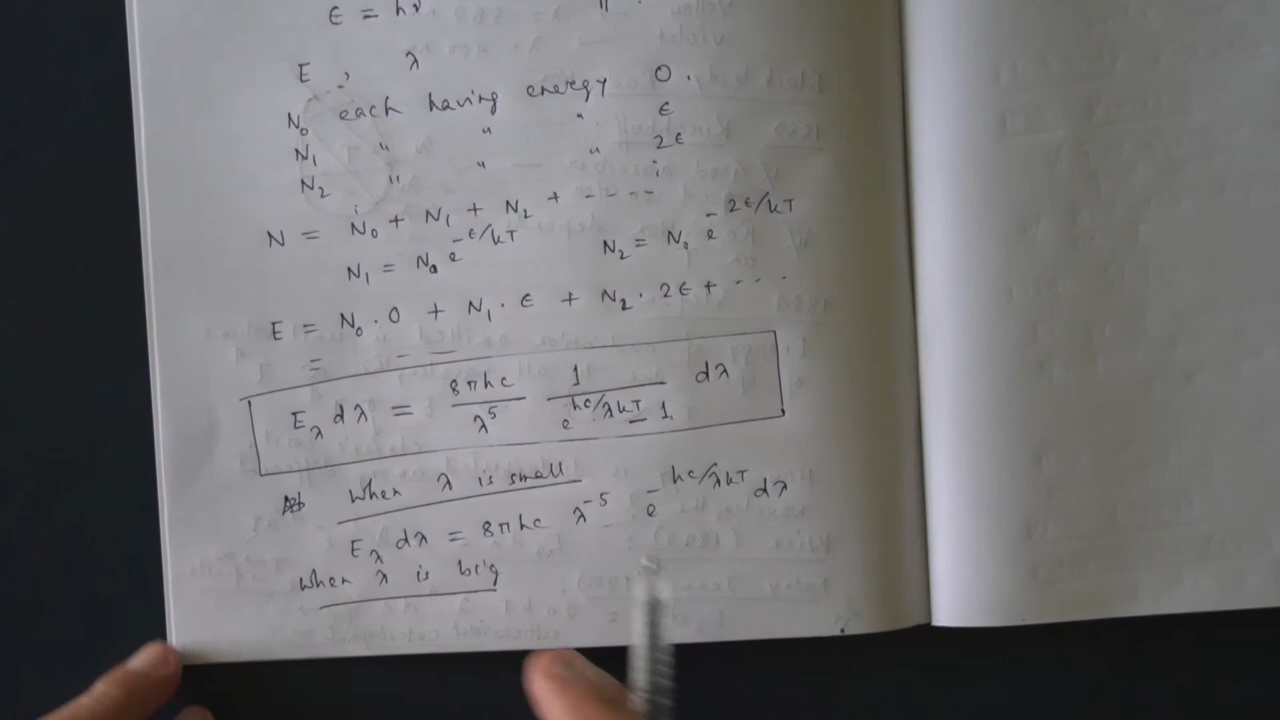 ϵ = hν "
E , λ
N₀ each having energy 0 .
N₁ " " " ϵ
N₂ " " " 2ϵ
N = N₀ + N₁ + N₂ + - - - -
N₁ = N₀ e^{-ϵ/kT} N₂ = N₀ e^{-2ϵ/kT}
E = N₀ · 0 + N₁ · ϵ + N₂ · 2ϵ + - - - -
= - —
E_λ dλ = \frac{8πhc}{λ⁵} \frac{1}{e^{hc/λkT} - 1} dλ
When λ is small
E_λ dλ = 8πhc λ⁻⁵ e^{-hc/λkT} dλ
When λ is big